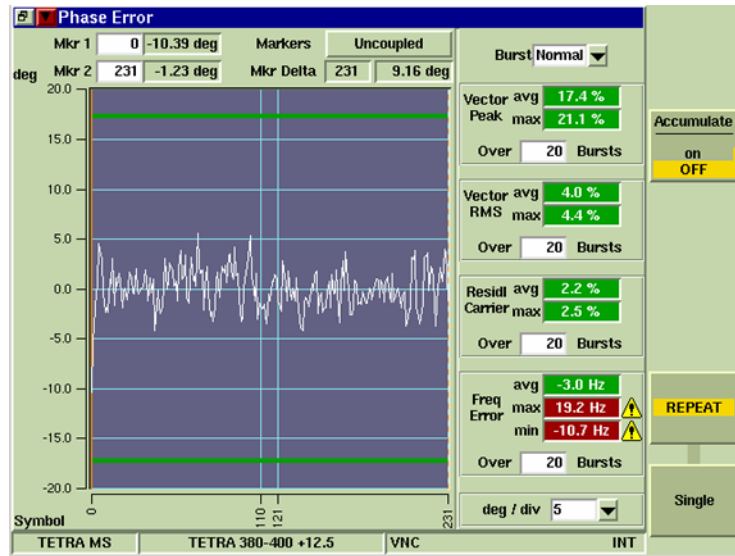 Phase Error
Mkr 1 0 -10.39 deg Markers Uncoupled
deg Mkr 2 231 -1.23 deg Mkr Delta 231 9.16 deg
20.0
15.0
10.0
5.0
0.0
-5.0
-10.0
-15.0
-20.0
Symbol 0 110 121 231
Burst Normal
Vector Peak avg 17.4 %
max 21.1 %
Over 20 Bursts
Vector RMS avg 4.0 %
max 4.4 %
Over 20 Bursts
Residl Carrier avg 2.2 %
max 2.5 %
Over 20 Bursts
Freq Error avg -3.0 Hz
max 19.2 Hz
min -10.7 Hz
Over 20 Bursts
deg / div 5
Accumulate
on
OFF
REPEAT
Single
TETRA MS TETRA 380-400 +12.5 VNC INT